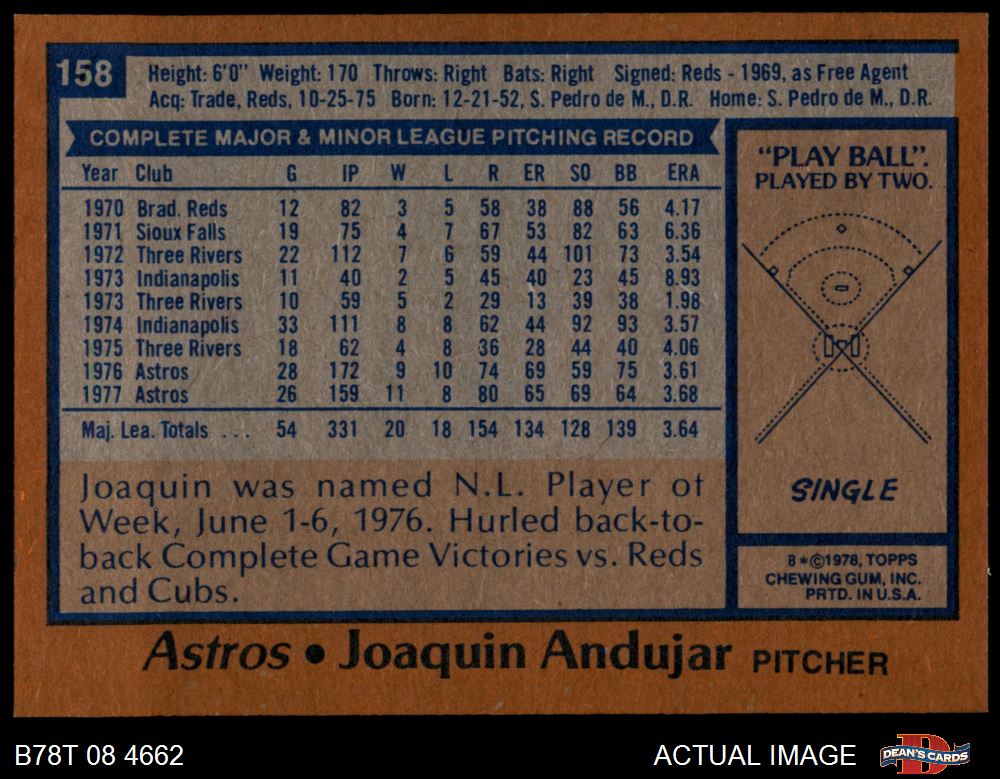 158
Height: 6'0" Weight: 170 Throws: Right Bats: Right Signed: Reds - 1969, as Free Agent
Acq: Trade, Reds, 10-25-75 Born: 12-21-52, S. Pedro de M., D.R. Home: S. Pedro de M., D.R.
COMPLETE MAJOR & MINOR LEAGUE PITCHING RECORD
Year Club G IP W L R ER SO BB ERA
1970 Brad. Reds 12 82 3 5 58 38 88 56 4.17
1971 Sioux Falls 19 75 4 7 67 53 82 63 6.36
1972 Three Rivers 22 112 7 6 59 44 101 73 3.54
1973 Indianapolis 11 40 2 5 45 40 23 45 8.93
1973 Three Rivers 10 59 5 2 29 13 39 38 1.98
1974 Indianapolis 33 111 8 8 62 44 92 93 3.57
1975 Three Rivers 18 62 4 8 36 28 44 40 4.06
1976 Astros 28 172 9 10 74 69 59 75 3.61
1977 Astros 26 159 11 8 80 65 69 64 3.68
Maj. Lea. Totals ... 54 331 20 18 154 134 128 139 3.64
Joaquin was named N.L. Player of
Week, June 1-6, 1976. Hurled back-to-
back Complete Game Victories vs. Reds
and Cubs.
"PLAY BALL".
PLAYED BY TWO.
SINGLE
8*©1978, TOPPS
CHEWING GUM, INC.
PRTD. IN U.S.A.
Astros • Joaquin Andujar PITCHER
B78T 08 4662
ACTUAL IMAGE
DEAN'S CARDS